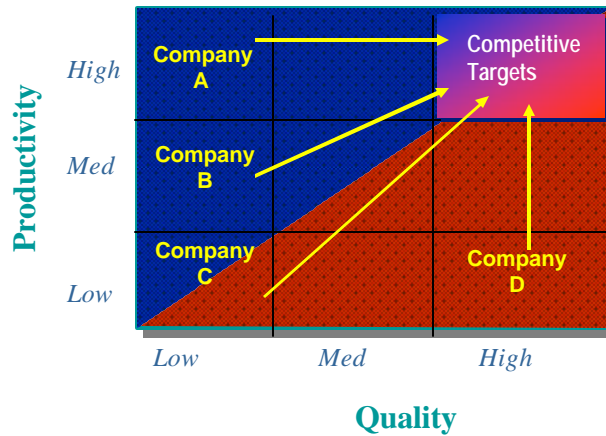 Productivity
High
Med
Low
Company
A
Company
B
Company
C
Company
D
Competitive
Targets
Low
Med
High
Quality